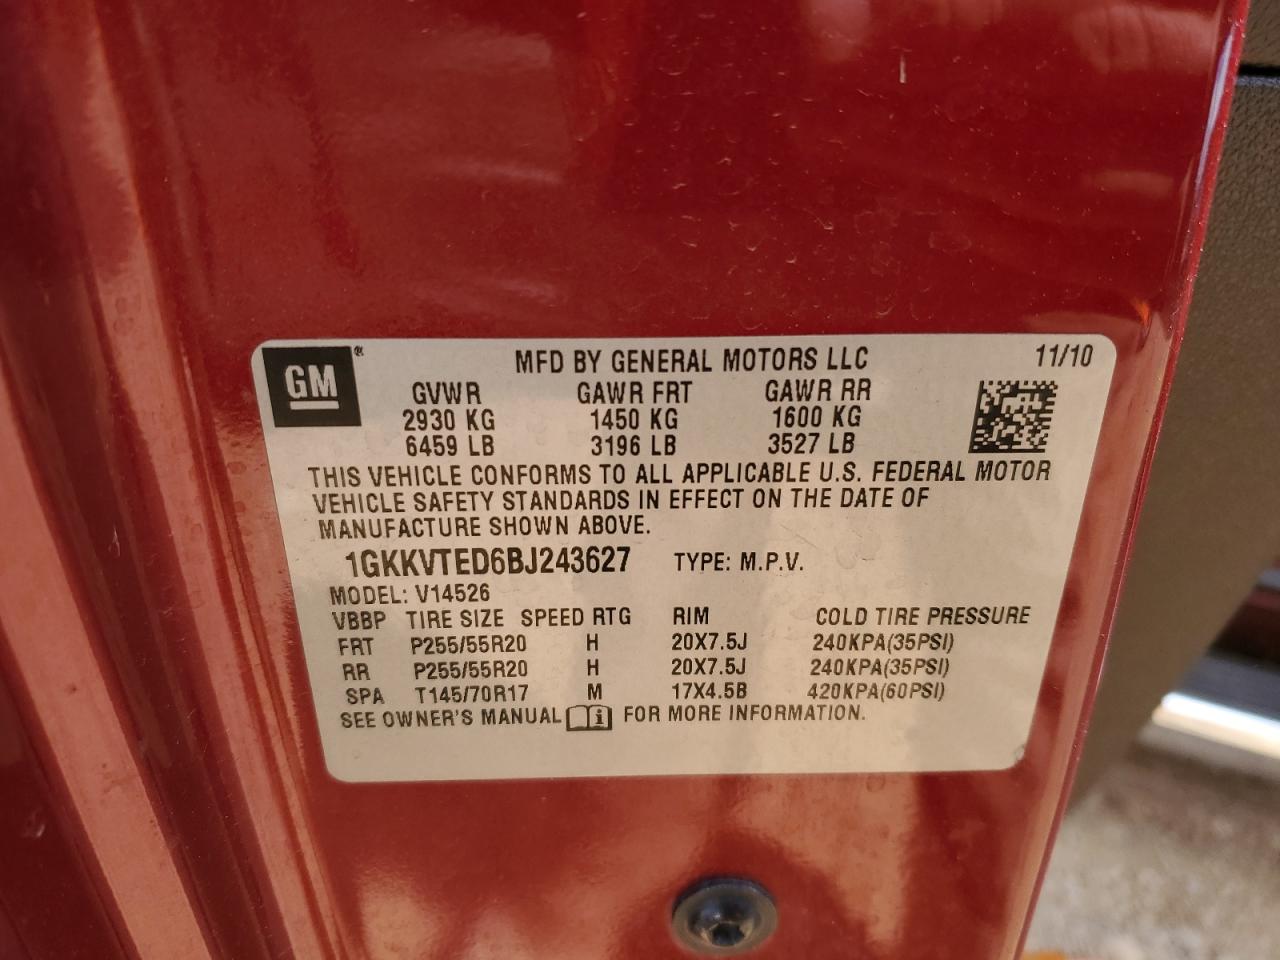 GM®
MFD BY GENERAL MOTORS LLC 11/10
GVWR GAWR FRT GAWR RR
2930 KG 1450 KG 1600 KG
6459 LB 3196 LB 3527 LB
THIS VEHICLE CONFORMS TO ALL APPLICABLE U.S. FEDERAL MOTOR
VEHICLE SAFETY STANDARDS IN EFFECT ON THE DATE OF
MANUFACTURE SHOWN ABOVE.
1GKKVTED6BJ243627 TYPE: M.P.V.
MODEL: V14526
VBBP TIRE SIZE SPEED RTG RIM COLD TIRE PRESSURE
FRT P255/55R20 H 20X7.5J 240KPA(35PSI)
RR P255/55R20 H 20X7.5J 240KPA(35PSI)
SPA T145/70R17 M 17X4.5B 420KPA(60PSI)
SEE OWNER'S MANUAL i FOR MORE INFORMATION.